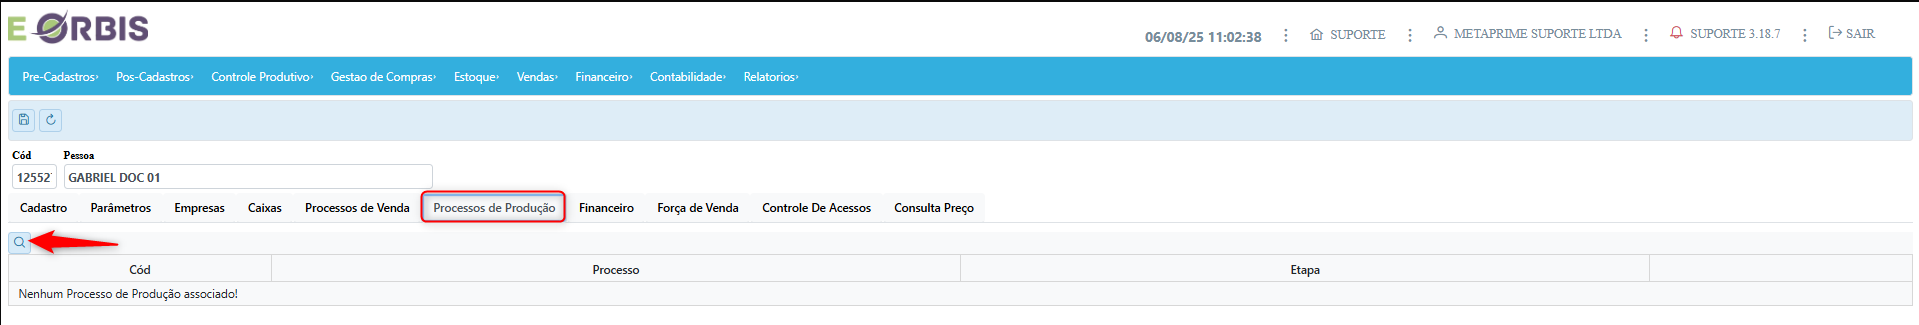 E ORBIS
06/08/25 11:02:38 SUPORTE METAPRIME SUPORTE LTDA SUPORTE 3.18.7 SAIR
Pre-Cadastros Pos-Cadastros Controle Produtivo Gestao de Compras Estoque Vendas Financeiro Contabilidade Relatorios
Cód Pessoa
12552 GABRIEL DOC 01
Cadastro Parâmetros Empresas Caixas Processos de Venda Processos de Produção Financeiro Força de Venda Controle De Acessos Consulta Preço
Cód Processo Etapa
Nenhum Processo de Produção associado!